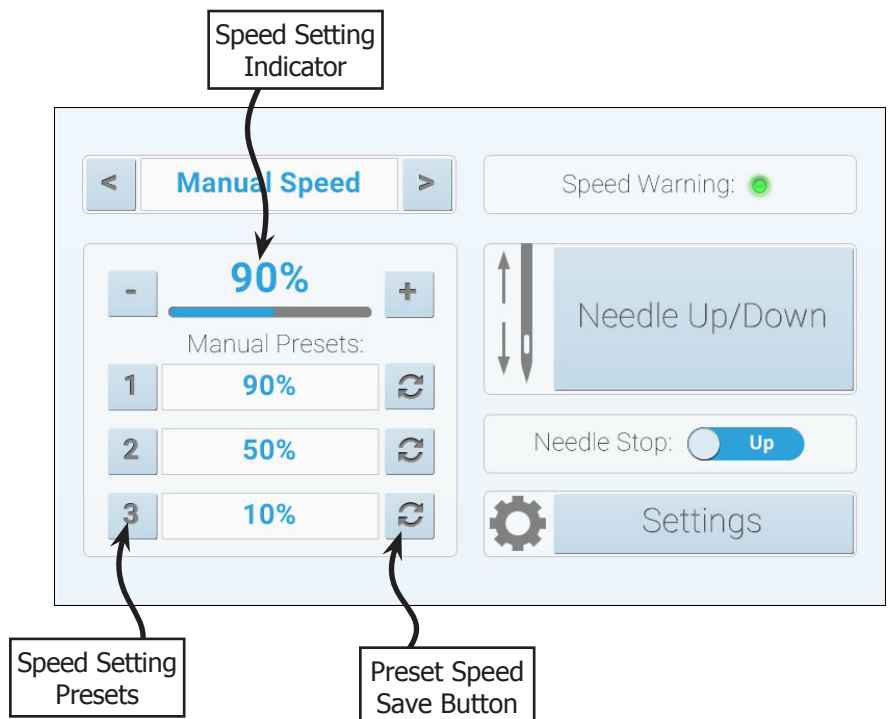 Speed Setting
Indicator
< Manual Speed >
Speed Warning:
- 90% +
Manual Presets:
1 90%
2 50%
3 10%
Needle Up/Down
Needle Stop: Up
Settings
Speed Setting
Presets
Preset Speed
Save Button